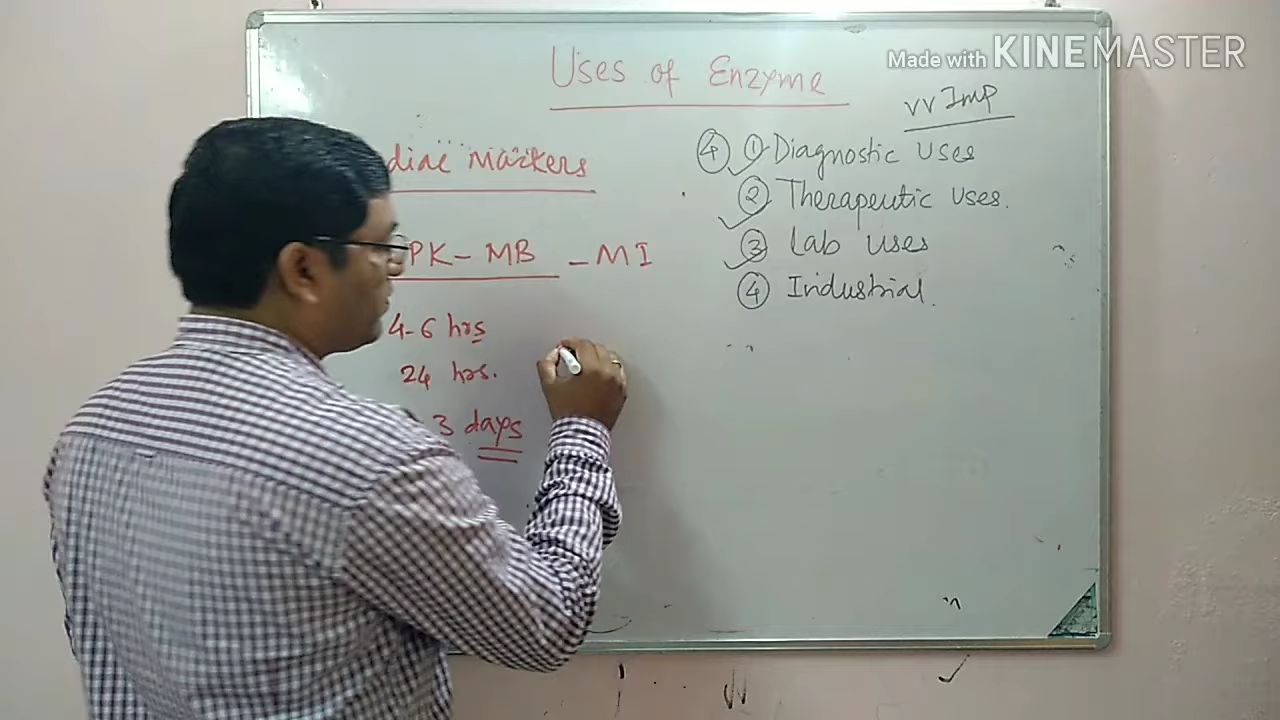 Made with KINEMASTER
Uses of Enzyme
vv Imp
diac Markers
PK - MB - MI
4-6 hrs
24 hrs.
3 days
④ ① Diagnostic Uses
② Therapeutic Uses.
③ Lab Uses
④ Industrial.